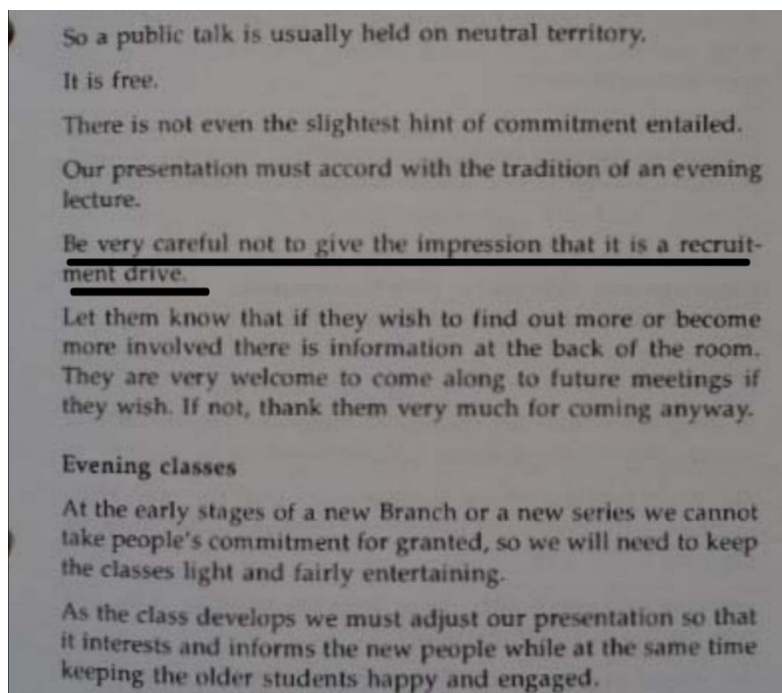 So a public talk is usually held on neutral territory.
It is free.
There is not even the slightest hint of commitment entailed.
Our presentation must accord with the tradition of an evening
lecture.
Be very careful not to give the impression that it is a recruit-
ment drive.
Let them know that if they wish to find out more or become
more involved there is information at the back of the room.
They are very welcome to come along to future meetings if
they wish. If not, thank them very much for coming anyway.
Evening classes
At the early stages of a new Branch or a new series we cannot
take people's commitment for granted, so we will need to keep
the classes light and fairly entertaining.
As the class develops we must adjust our presentation so that
it interests and informs the new people while at the same time
keeping the older students happy and engaged.